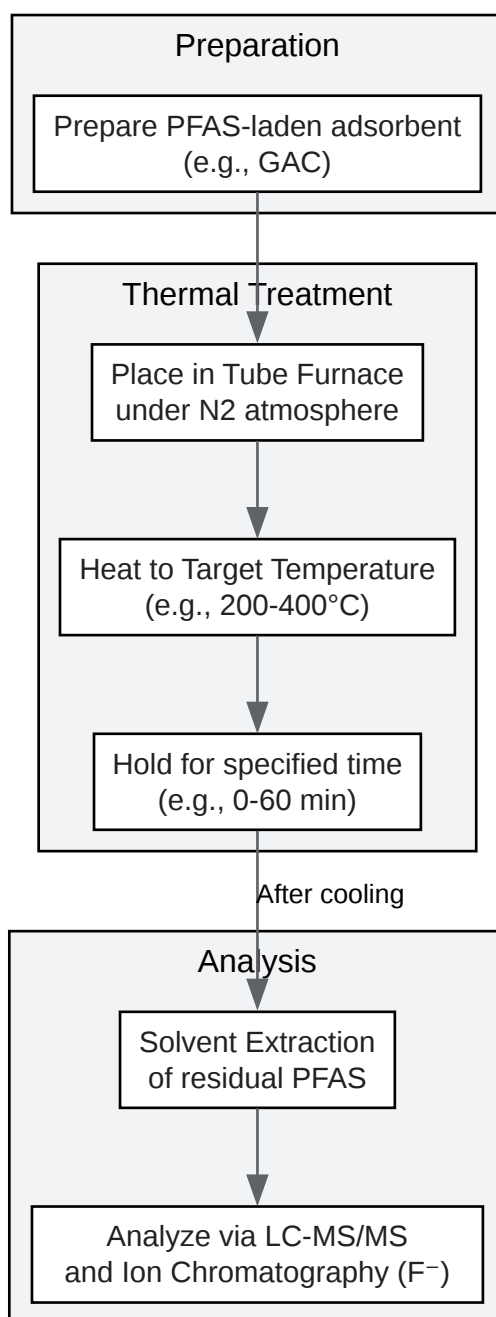 Preparation
Prepare PFAS-laden adsorbent
(e.g., GAC)
Thermal Treatment
Place in Tube Furnace
under N2 atmosphere
Heat to Target Temperature
(e.g., 200-400°C)
Hold for specified time
(e.g., 0-60 min)
After cooling
Analysis
Solvent Extraction
of residual PFAS
Analyze via LC-MS/MS
and Ion Chromatography (F⁻)